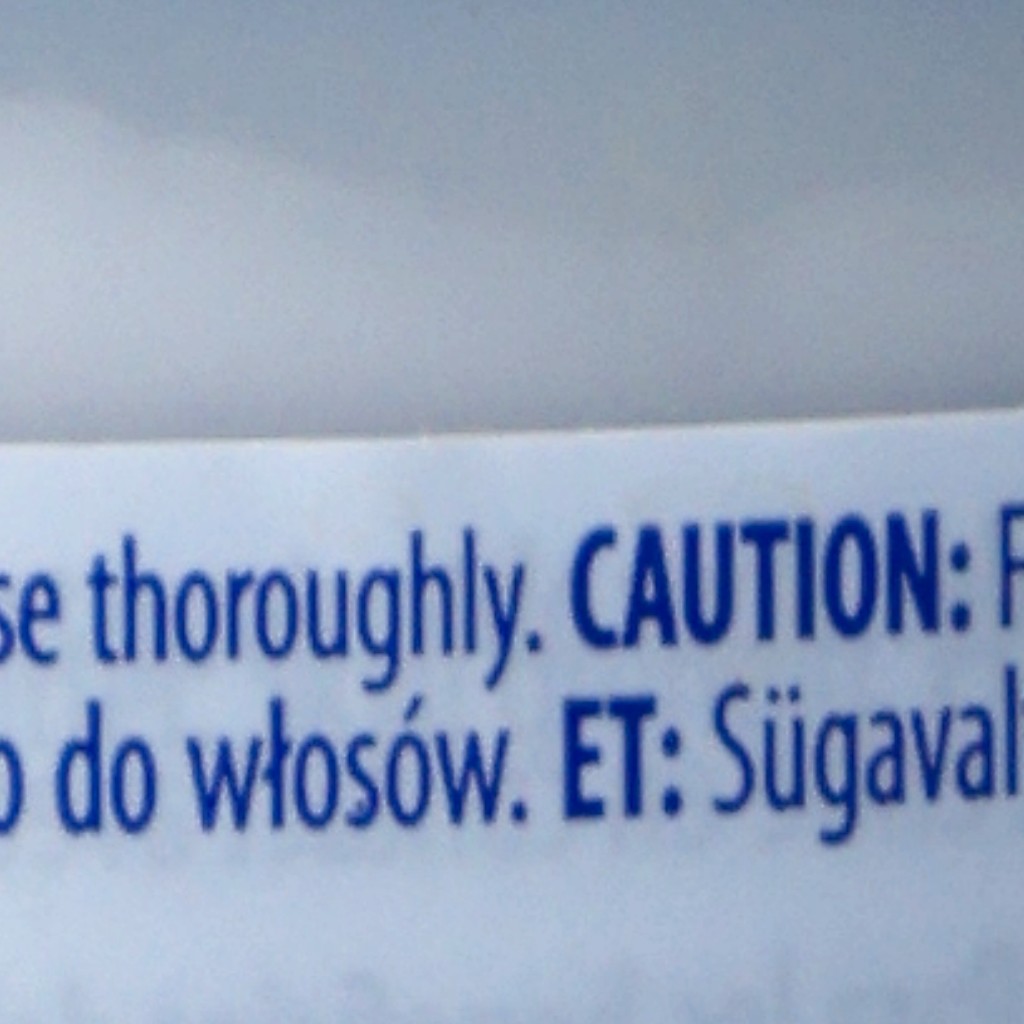 se thoroughly. CAUTION:
do włosów. ET: Sügaval